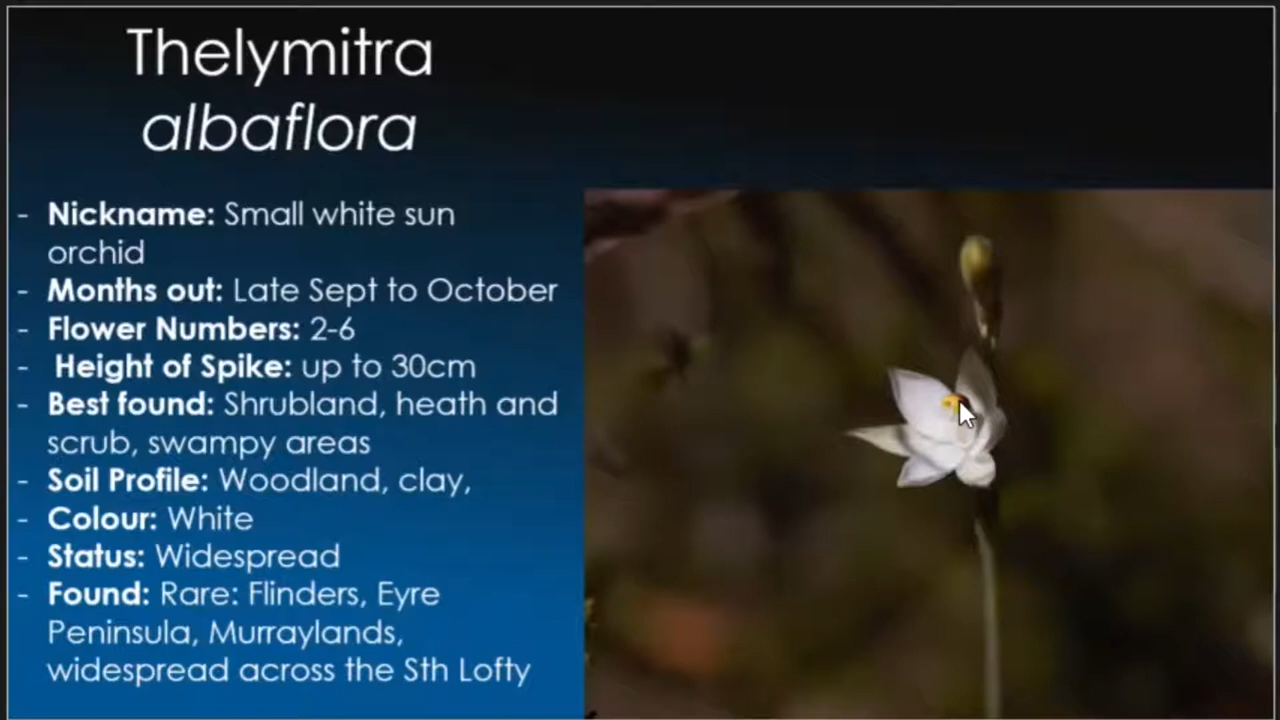 Thelymitra
albaflora
- Nickname: Small white sun
orchid
- Months out: Late Sept to October
- Flower Numbers: 2-6
- Height of Spike: up to 30cm
- Best found: Shrubland, heath and
scrub, swampy areas
- Soil Profile: Woodland, clay,
- Colour: White
- Status: Widespread
- Found: Rare: Flinders, Eyre
Peninsula, Murraylands,
widespread across the Sth Lofty